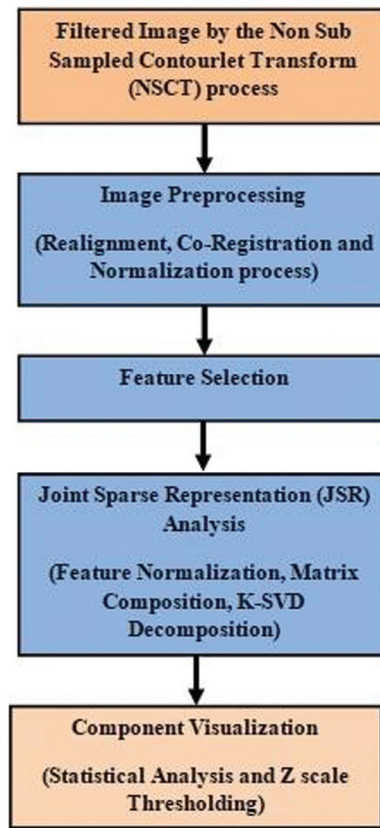 Filtered Image by the Non Sub
Sampled Contourlet Transform
(NSCT) process
Image Preprocessing
(Realignment, Co-Registration and
Normalization process)
Feature Selection
Joint Sparse Representation (JSR)
Analysis
(Feature Normalization, Matrix
Composition, K-SVD
Decomposition)
Component Visualization
(Statistical Analysis and Z scale
Thresholding)